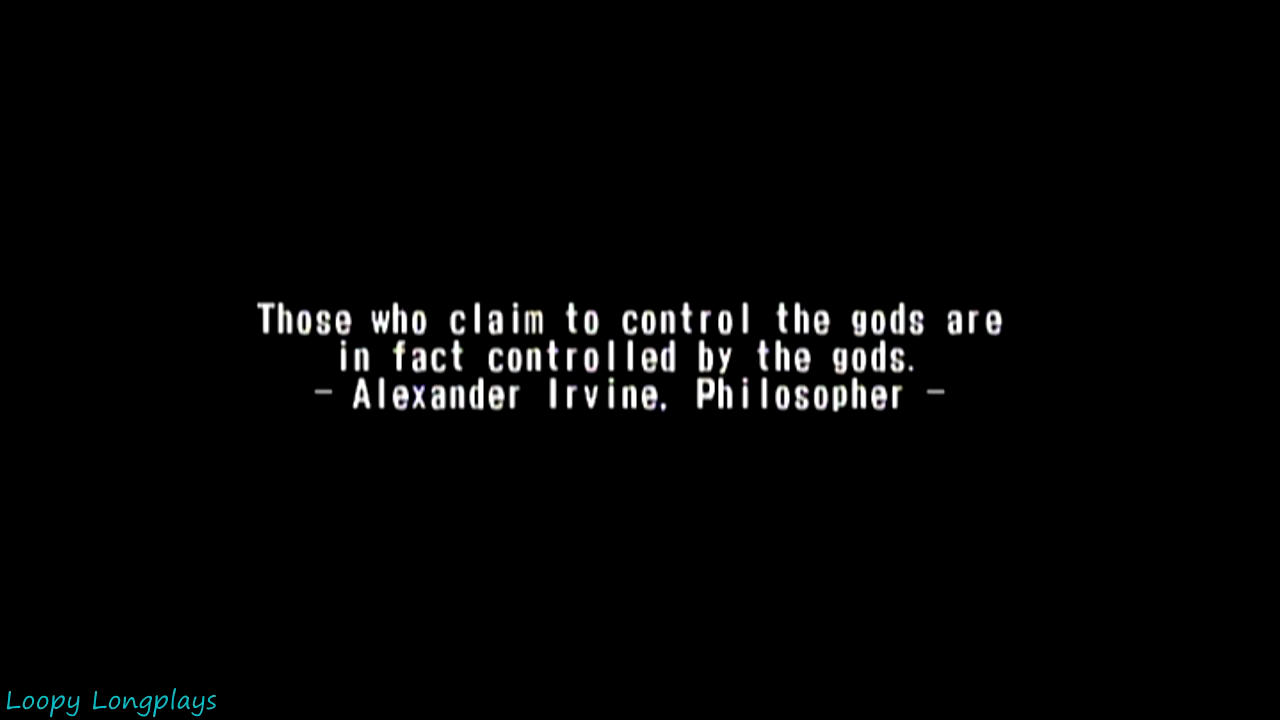 Those who claim to control the gods are
in fact controlled by the gods.
- Alexander Irvine, Philosopher -
Loopy Longplays